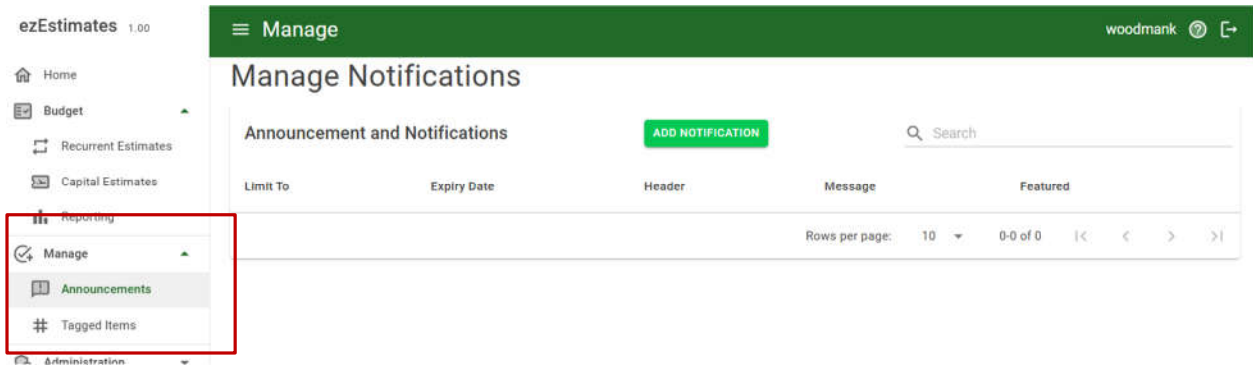 ezEstimates 1.00
Manage
woodmank
Home
Budget
Recurrent Estimates
Capital Estimates
Reporting
Manage
Announcements
Tagged Items
Administration
Manage Notifications
Announcement and Notifications
ADD NOTIFICATION
Search
Limit To Expiry Date Header Message Featured
Rows per page: 10 0-0 of 0